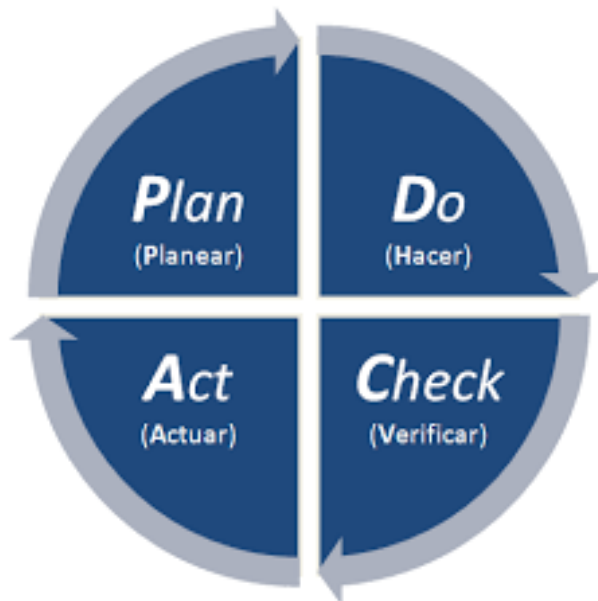 Plan
(Planear)
Do
(Hacer)
Check
(Verificar)
Act
(Actuar)